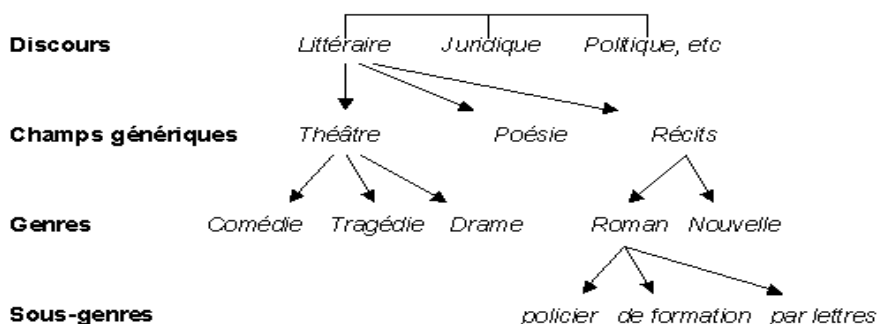 Discours Littéraire Juridique Politique, etc
Champs génériques Théâtre Poésie Récits
Genres Comédie Tragédie Drame Roman Nouvelle
Sous-genres policier de formation par lettres